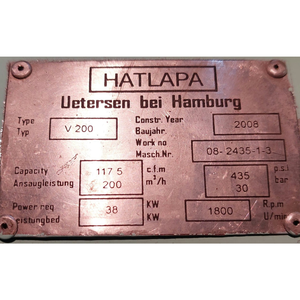 HATLAPA
Uetersen bei Hamburg
Type Constr. Year
Typ V 200 Baujahr. 2008
Work no
Masch.Nr. 08-2435-1-3
Capacity 117 5 c.f.m 435 p.s.i
Ansaugleistung 200 m³/h 30 bar
Power req 38 KW 1800 R.p.m
eistungbed KW U/min